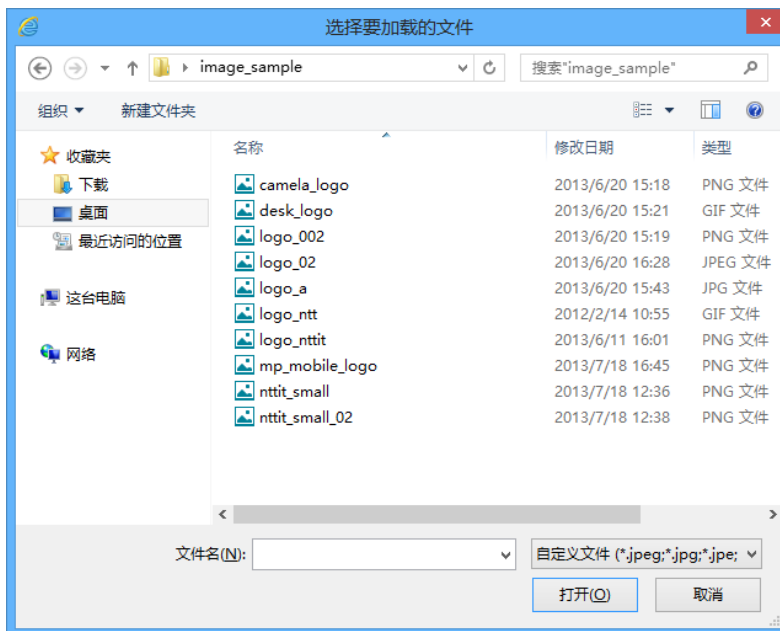 选择要加载的文件
image_sample
搜索"image_sample"
组织
新建文件夹
名称 修改日期 类型
收藏夹
下载
桌面
最近访问的位置
这台电脑
网络
camela_logo 2013/6/20 15:18 PNG 文件
desk_logo 2013/6/20 15:21 GIF 文件
logo_002 2013/6/20 15:19 PNG 文件
logo_02 2013/6/20 16:28 JPEG 文件
logo_a 2013/6/20 15:43 JPG 文件
logo_ntt 2012/2/14 10:55 GIF 文件
logo_nttit 2013/6/11 16:01 PNG 文件
mp_mobile_logo 2013/7/18 16:45 PNG 文件
nttit_small 2013/7/18 12:36 PNG 文件
nttit_small_02 2013/7/18 12:38 PNG 文件
文件名(N):
自定义文件 (*.jpeg;*.jpg;*.jpe;
打开(O) 取消